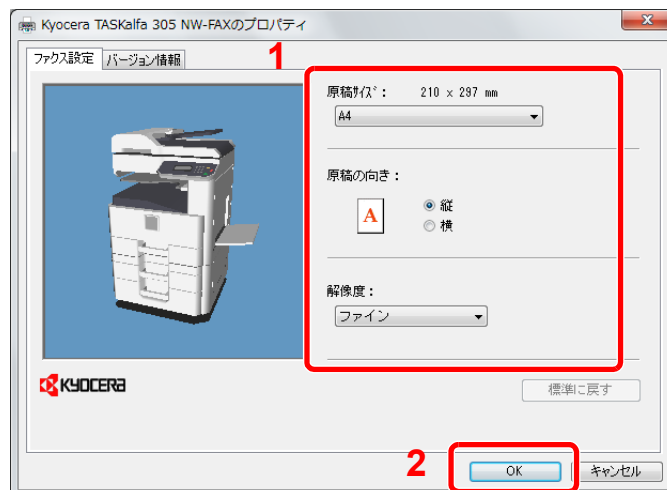 Kyocera TASKalfa 305 NW-FAXのプロパティ
ファクス設定 バージョン情報
1
原稿ｻｲｽﾞ： 210 x 297 mm
A4
原稿の向き：
A
縦
横
解像度：
ファイン
KYOCERA
標準に戻す
2
OK キャンセル